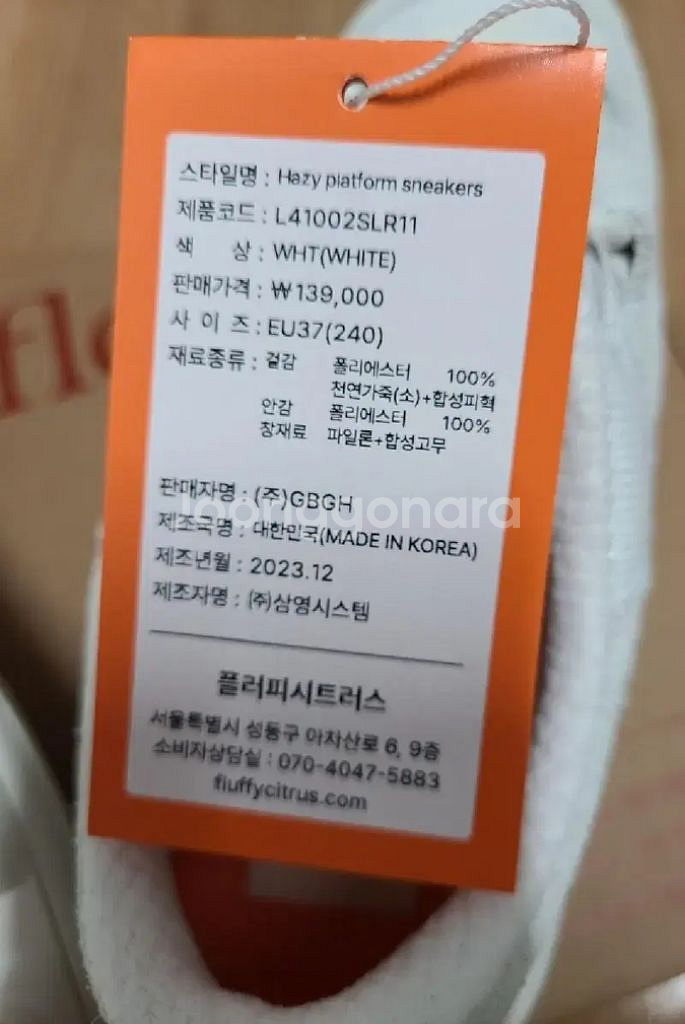 스타일명 : Hazy platform sneakers
제품코드 : L41002SLR11
색 상 : WHT(WHITE)
판매가격 : ₩139,000
사 이 즈 : EU37(240)
재료종류 : 겉감 폴리에스터 100%
천연가죽(소)+합성피혁
안감 폴리에스터 100%
창재료 파일론+합성고무
판매자명 : (주)GBGH
제조국명 : 대한민국(MADE IN KOREA)
제조년월 : 2023.12
제조자명 : (주)삼영시스템
플러피시트러스
서울특별시 성동구 아차산로 6, 9층
소비자상담실 : 070-4047-5883
fluffycitrus.com